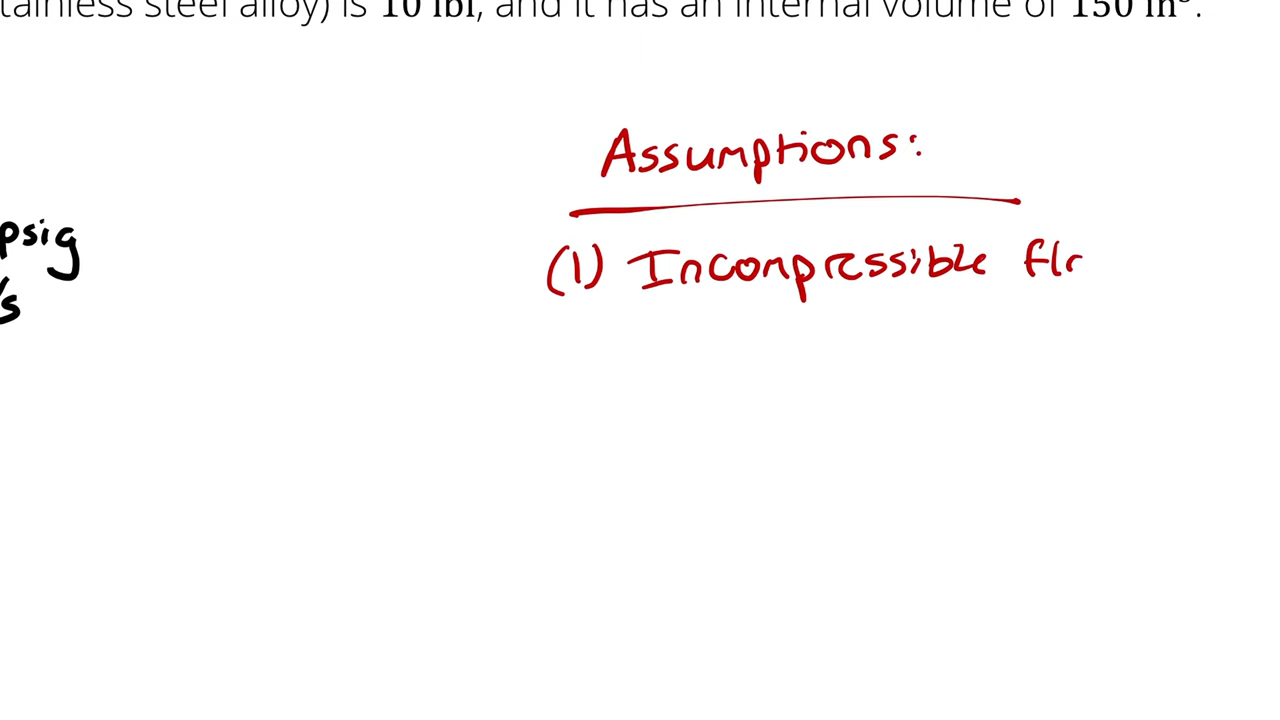 tainless steel alloy) is 10 lbf, and it has an internal volume of 150 in³.
Assumptions:
psig
(1) Incompressible flo
/s